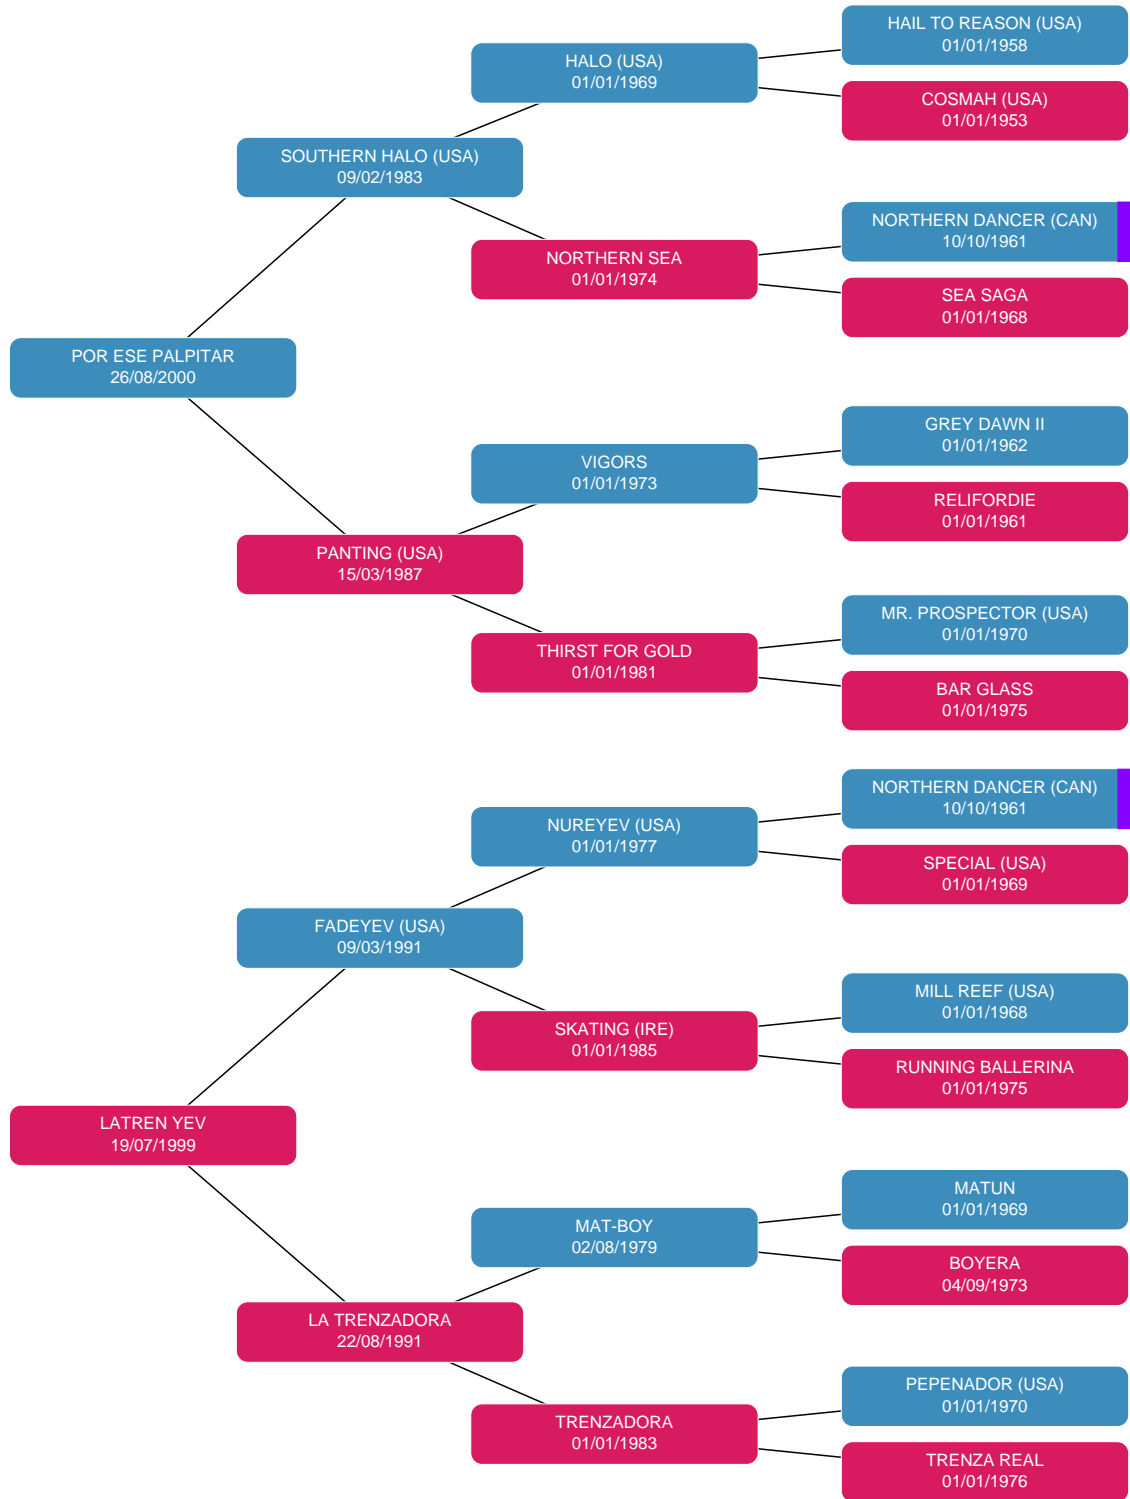 HAIL TO REASON (USA)
01/01/1958
HALO (USA)
01/01/1969
COSMAH (USA)
01/01/1953
SOUTHERN HALO (USA)
09/02/1983
NORTHERN DANCER (CAN)
10/10/1961
NORTHERN SEA
01/01/1974
SEA SAGA
01/01/1968
POR ESE PALPITAR
26/08/2000
GREY DAWN II
01/01/1962
VIGORS
01/01/1973
RELIFORDIE
01/01/1961
PANTING (USA)
15/03/1987
MR. PROSPECTOR (USA)
01/01/1970
THIRST FOR GOLD
01/01/1981
BAR GLASS
01/01/1975
NORTHERN DANCER (CAN)
10/10/1961
NUREYEV (USA)
01/01/1977
SPECIAL (USA)
01/01/1969
FADEYEV (USA)
09/03/1991
MILL REEF (USA)
01/01/1968
SKATING (IRE)
01/01/1985
RUNNING BALLERINA
01/01/1975
LATREN YEV
19/07/1999
MATUN
01/01/1969
MAT-BOY
02/08/1979
BOYERA
04/09/1973
LA TRENZADORA
22/08/1991
PEPENADOR (USA)
01/01/1970
TRENZADORA
01/01/1983
TRENZA REAL
01/01/1976